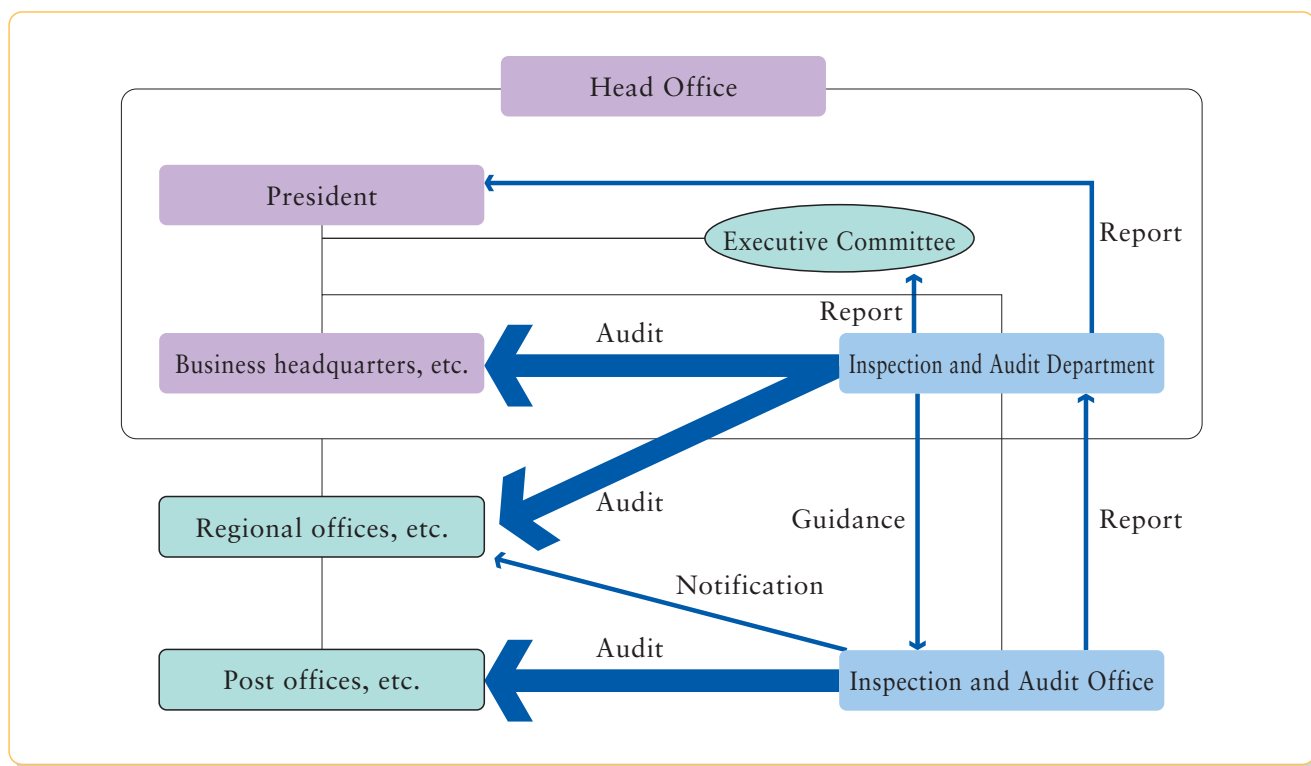 Head Office
President
Executive Committee
Report
Report
Audit
Business headquarters, etc.
Inspection and Audit Department
Audit
Regional offices, etc.
Guidance
Report
Notification
Audit
Post offices, etc.
Inspection and Audit Office